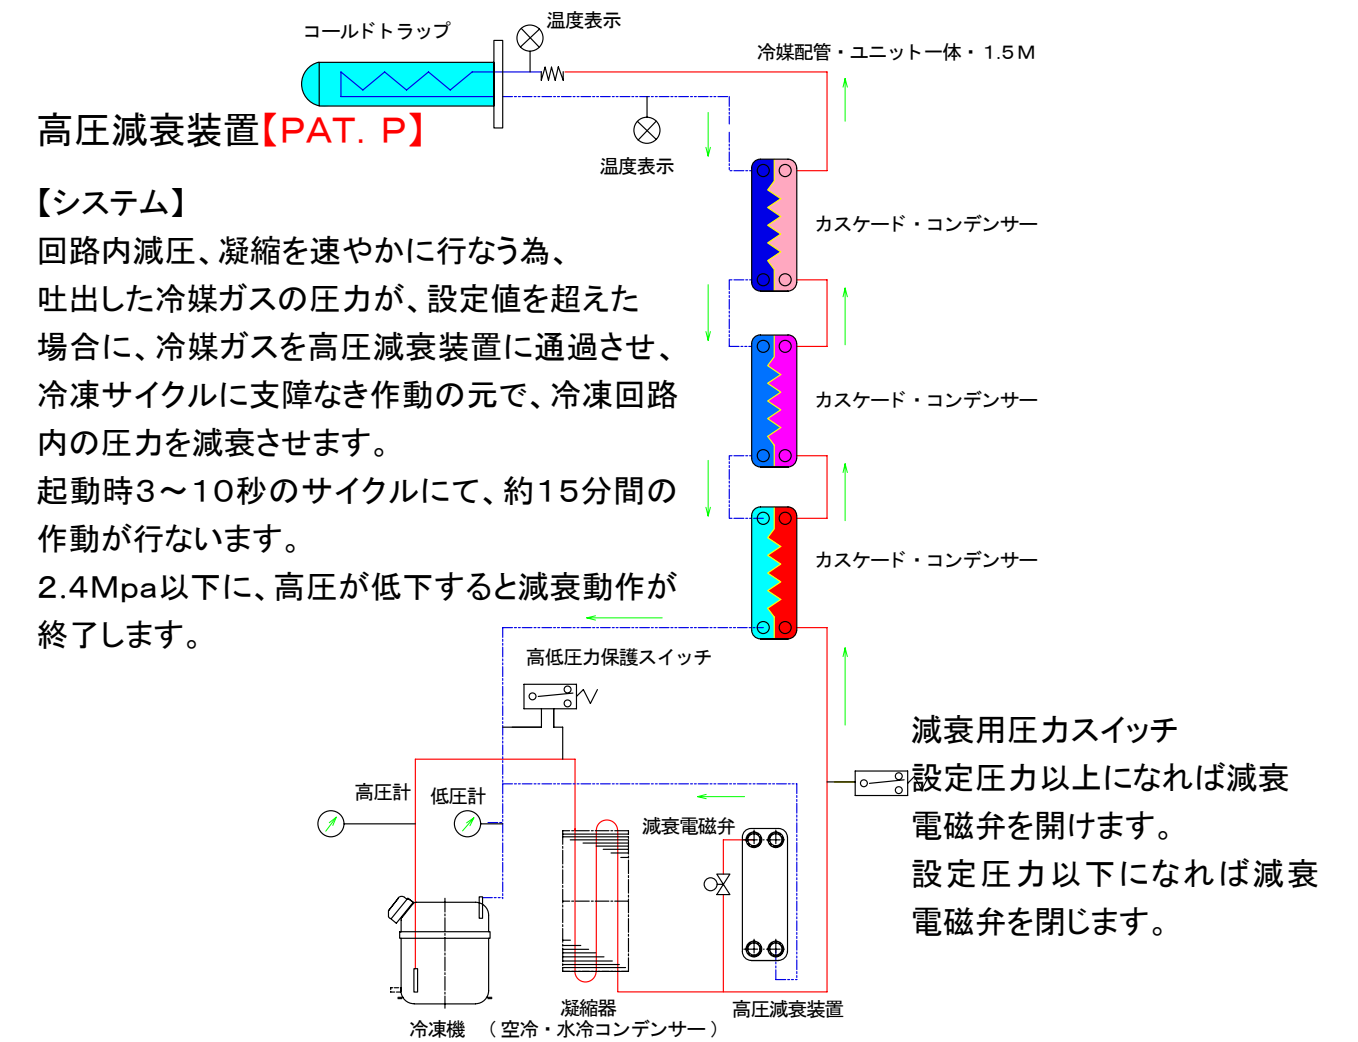 コールドトラップ
温度表示
冷媒配管・ユニット一体・1.5M
高圧減衰装置【PAT. P】
温度表示
【システム】
回路内減圧、凝縮を速やかに行なう為、
吐出した冷媒ガスの圧力が、設定値を超えた
場合に、冷媒ガスを高圧減衰装置に通過させ、
冷凍サイクルに支障なき作動の元で、冷凍回路
内の圧力を減衰させます。
起動時3〜10秒のサイクルにて、約15分間の
作動が行ないます。
2.4Mpa以下に、高圧が低下すると減衰動作が
終了します。
カスケード・コンデンサー
カスケード・コンデンサー
カスケード・コンデンサー
高低圧力保護スイッチ
減衰用圧力スイッチ
設定圧力以上になれば減衰
電磁弁を開けます。
設定圧力以下になれば減衰
電磁弁を閉じます。
高圧計
低圧計
減衰電磁弁
凝縮器
高圧減衰装置
冷凍機 （空冷・水冷コンデンサー）